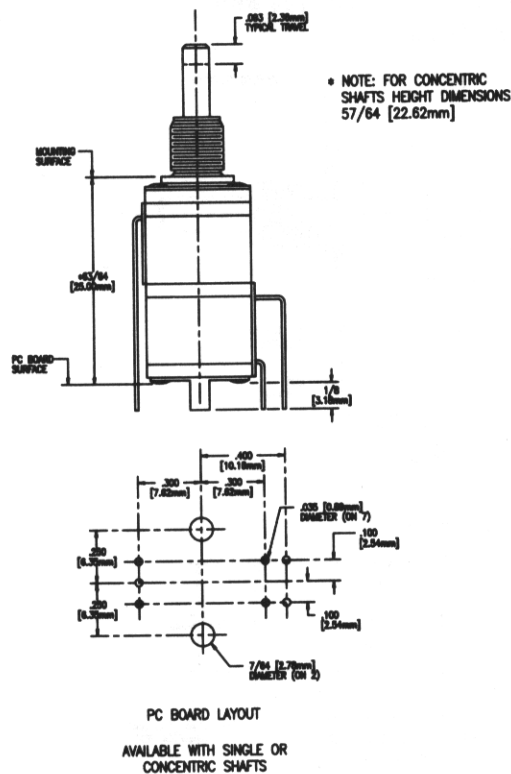 .093 [2.36mm]
TYPICAL TRAVEL
* NOTE: FOR CONCENTRIC
SHAFTS HEIGHT DIMENSIONS
57/64 [22.62mm]
MOUNTING
SURFACE
*63/64
[25.00mm]
PC BOARD
SURFACE
1/8
[3.18mm]
.400
[10.16mm]
.300
[7.62mm]
.300
[7.62mm]
.035 [0.89mm]
DIAMETER (ON 7)
.100
[2.54mm]
.250
[6.35mm]
.250
[6.35mm]
.100
[2.54mm]
7/64 [2.78mm]
DIAMETER (ON 2)
PC BOARD LAYOUT
AVAILABLE WITH SINGLE OR
CONCENTRIC SHAFTS